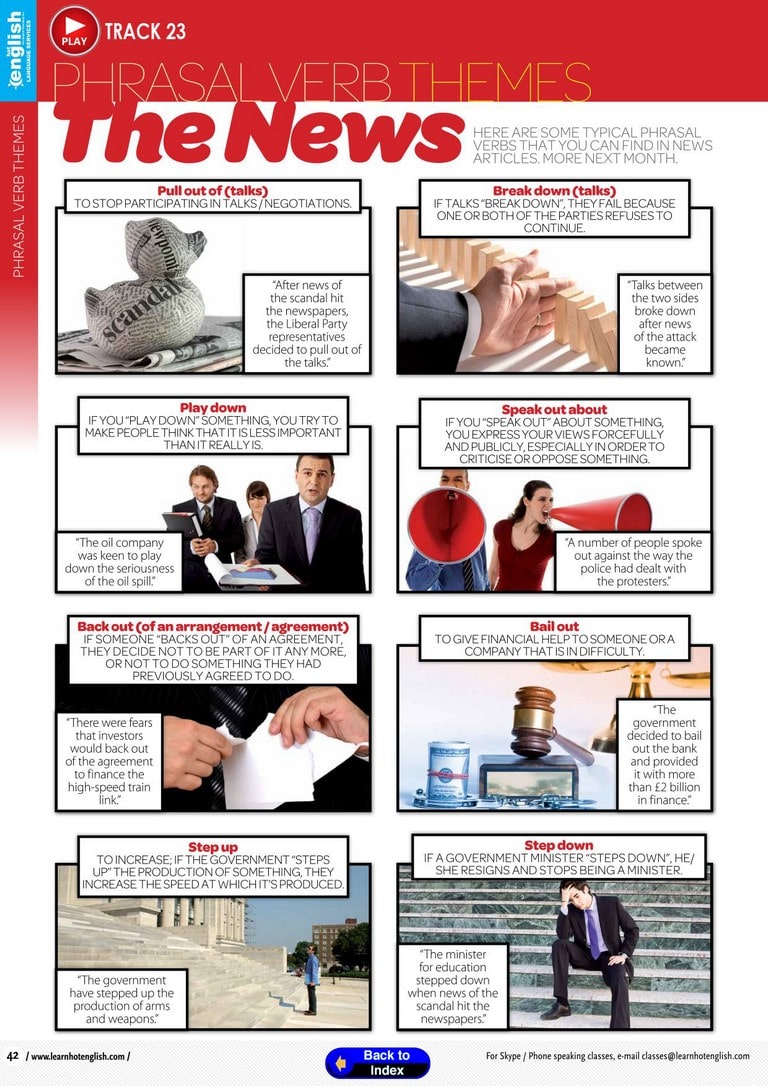 hot
english
LANGUAGE SERVICES
PLAY
TRACK 23
PHRASAL VERB THEMES
PHRASAL VERB THEMES
The News
HERE ARE SOME TYPICAL PHRASAL
VERBS THAT YOU CAN FIND IN NEWS
ARTICLES. MORE NEXT MONTH.
Pull out of (talks)
TO STOP PARTICIPATING IN TALKS / NEGOTIATIONS.
scandal
"After news of
the scandal hit
the newspapers,
the Liberal Party
representatives
decided to pull out of
the talks."
Break down (talks)
IF TALKS "BREAK DOWN", THEY FAIL BECAUSE
ONE OR BOTH OF THE PARTIES REFUSES TO
CONTINUE.
"Talks between
the two sides
broke down
after news
of the attack
became
known."
Play down
IF YOU "PLAY DOWN" SOMETHING, YOU TRY TO
MAKE PEOPLE THINK THAT IT IS LESS IMPORTANT
THAN IT REALLY IS.
"The oil company
was keen to play
down the seriousness
of the oil spill."
Speak out about
IF YOU "SPEAK OUT" ABOUT SOMETHING,
YOU EXPRESS YOUR VIEWS FORCEFULLY
AND PUBLICLY, ESPECIALLY IN ORDER TO
CRITICISE OR OPPOSE SOMETHING.
"A number of people spoke
out against the way the
police had dealt with
the protesters."
Back out (of an arrangement / agreement)
IF SOMEONE "BACKS OUT" OF AN AGREEMENT,
THEY DECIDE NOT TO BE PART OF IT ANY MORE,
OR NOT TO DO SOMETHING THEY HAD
PREVIOUSLY AGREED TO DO.
"There were fears
that investors
would back out
of the agreement
to finance the
high-speed train
link."
Bail out
TO GIVE FINANCIAL HELP TO SOMEONE OR A
COMPANY THAT IS IN DIFFICULTY.
"The
government
decided to bail
out the bank
and provided
it with more
than £2 billion
in finance."
Step up
TO INCREASE; IF THE GOVERNMENT "STEPS
UP" THE PRODUCTION OF SOMETHING, THEY
INCREASE THE SPEED AT WHICH IT'S PRODUCED.
"The government
have stepped up the
production of arms
and weapons."
Step down
IF A GOVERNMENT MINISTER "STEPS DOWN", HE/
SHE RESIGNS AND STOPS BEING A MINISTER.
"The minister
for education
stepped down
when news of the
scandal hit the
newspapers."
42 / www.learnhotenglish.com /
Back to
Index
For Skype / Phone speaking classes, e-mail classes@learnhotenglish.com